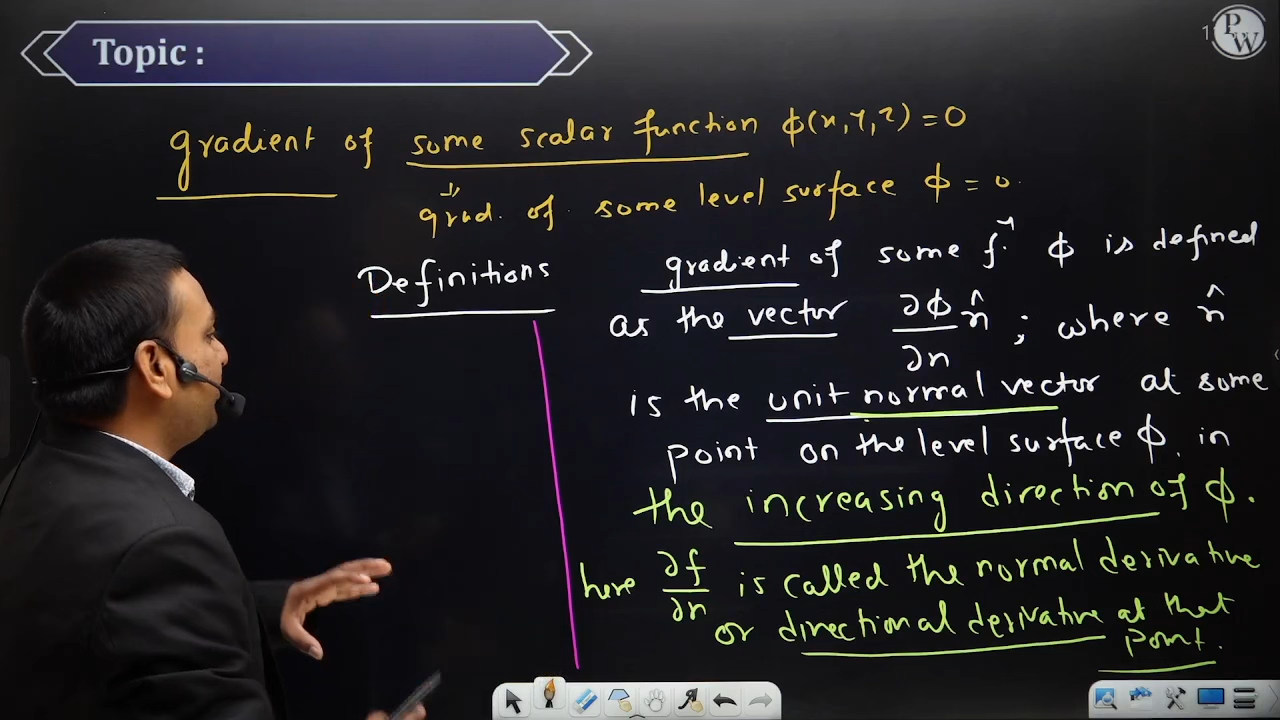 Topic :
PW
1
gradient of some scalar function ϕ(x,y,z)=0
grad. of some level surface ϕ = 0.
Definitions
gradient of some fⁿ ϕ is defined
as the vector ∂ϕ/∂n n̂ ; where n̂
is the unit normal vector at some
point on the level surface ϕ. in
the increasing direction of ϕ.
here ∂f/∂n is called the normal derivative
or directional derivative at that
point.